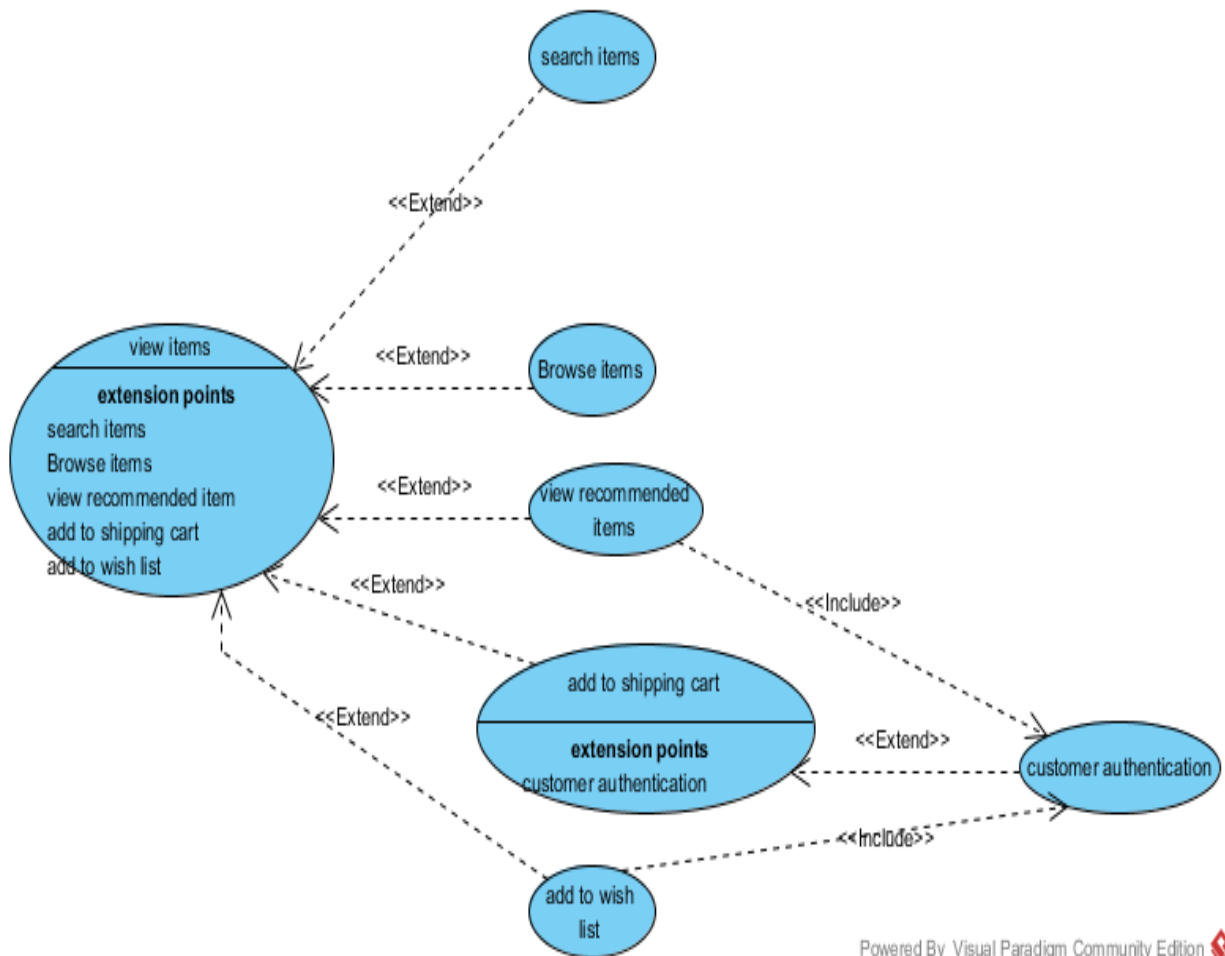 search items
<<Extend>>
view items
extension points
search items
Browse items
view recommended item
add to shipping cart
add to wish list
<<Extend>>
Browse items
<<Extend>>
view recommended
items
<<Extend>>
<<Include>>
add to shipping cart
extension points
customer authentication
<<Extend>>
<<Extend>>
customer authentication
<<Include>>
add to wish
list
Powered By Visual Paradigm Community Edition